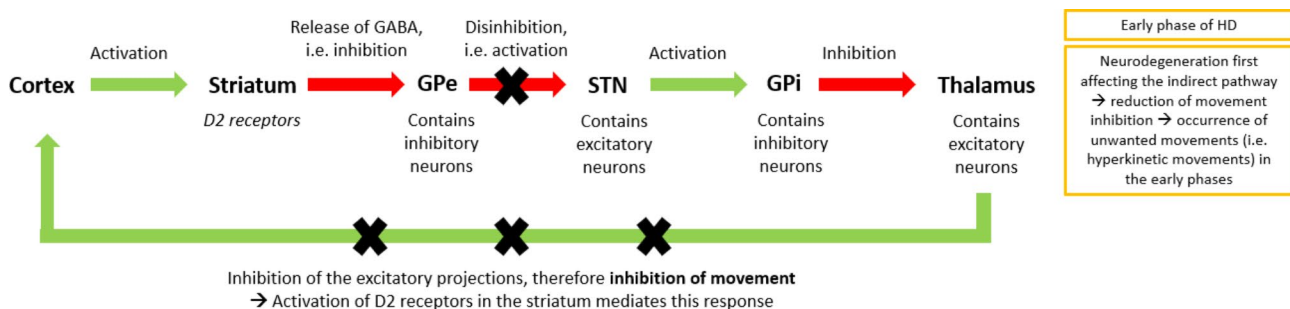 Release of GABA,
i.e. inhibition
Disinhibition,
i.e. activation
Activation
Activation
Inhibition
Cortex
Striatum
GPe
STN
GPi
Thalamus
D2 receptors
Contains
inhibitory
neurons
Contains
excitatory
neurons
Contains
inhibitory
neurons
Contains
excitatory
neurons
Inhibition of the excitatory projections, therefore inhibition of movement
→ Activation of D2 receptors in the striatum mediates this response
Early phase of HD
Neurodegeneration first
affecting the indirect pathway
→ reduction of movement
inhibition → occurrence of
unwanted movements (i.e.
hyperkinetic movements) in
the early phases